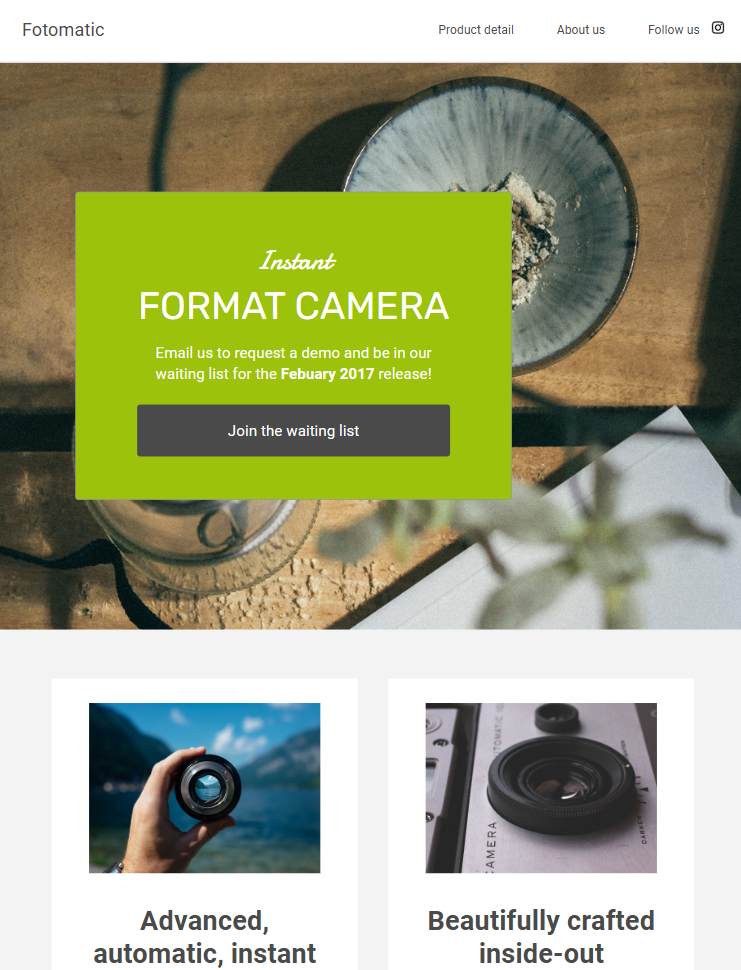 Fotomatic
Product detail About us Follow us
Instant
FORMAT CAMERA
Email us to request a demo and be in our
waiting list for the Febuary 2017 release!
Join the waiting list
CAMERA
Advanced,
automatic, instant
Beautifully crafted
inside-out